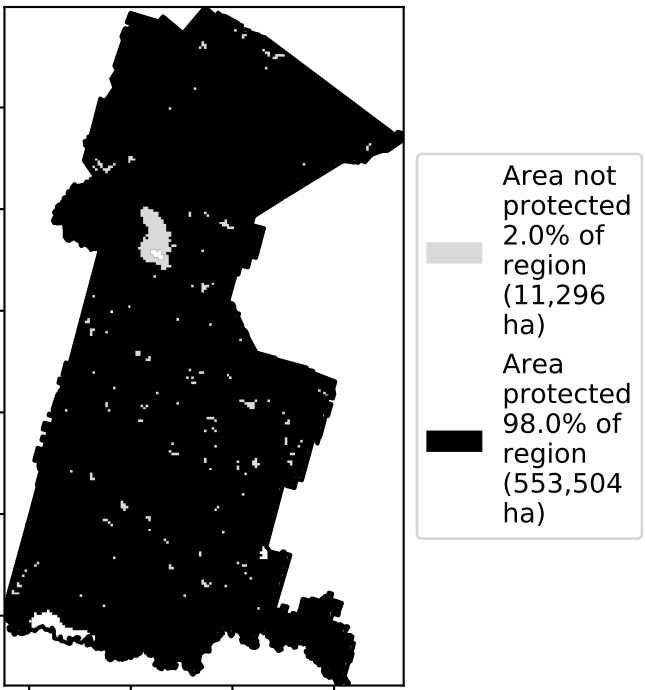 Area not
protected
2.0% of
region
(11,296
ha)
Area
protected
98.0% of
region
(553,504
ha)